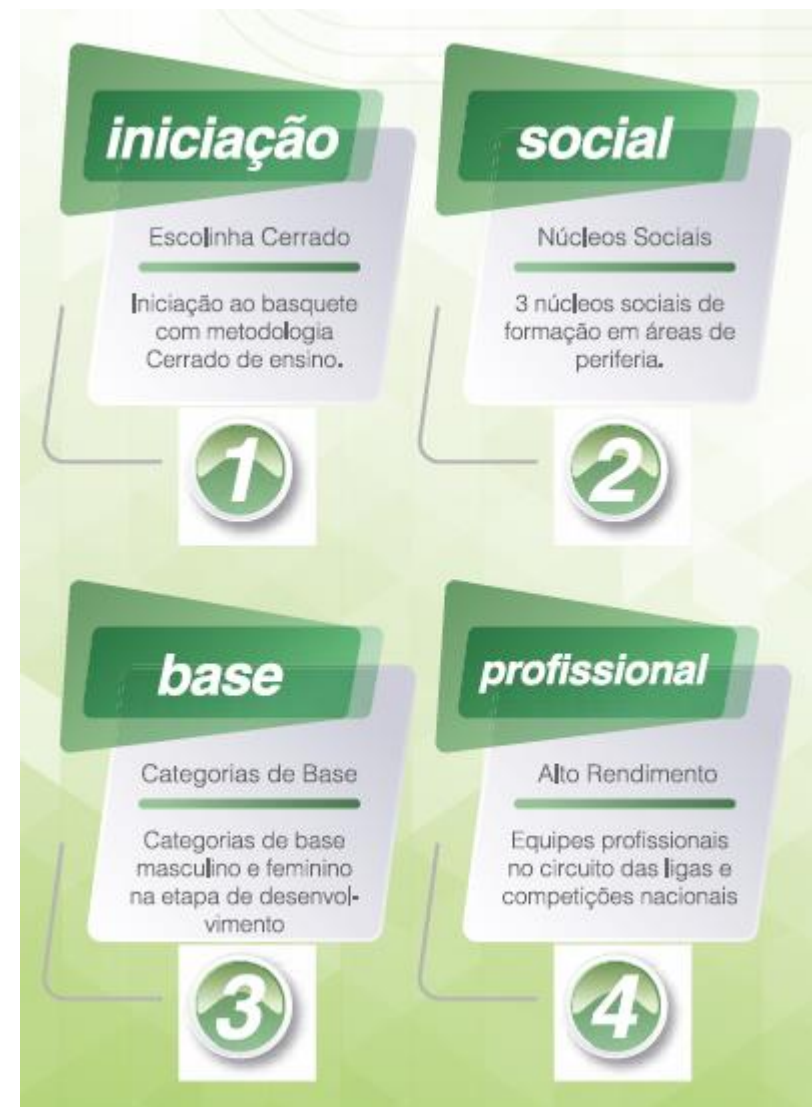 iniciação
Escolinha Cerrado
Iniciação ao basquete
com metodologia
Cerrado de ensino.
1
social
Núcleos Sociais
3 núcleos sociais de
formação em áreas de
periferia.
2
base
Categorias de Base
Categorias de base
masculino e feminino
na etapa de desenvol-
vimento
3
profissional
Alto Rendimento
Equipes profissionais
no circuito das ligas e
competições nacionais
4